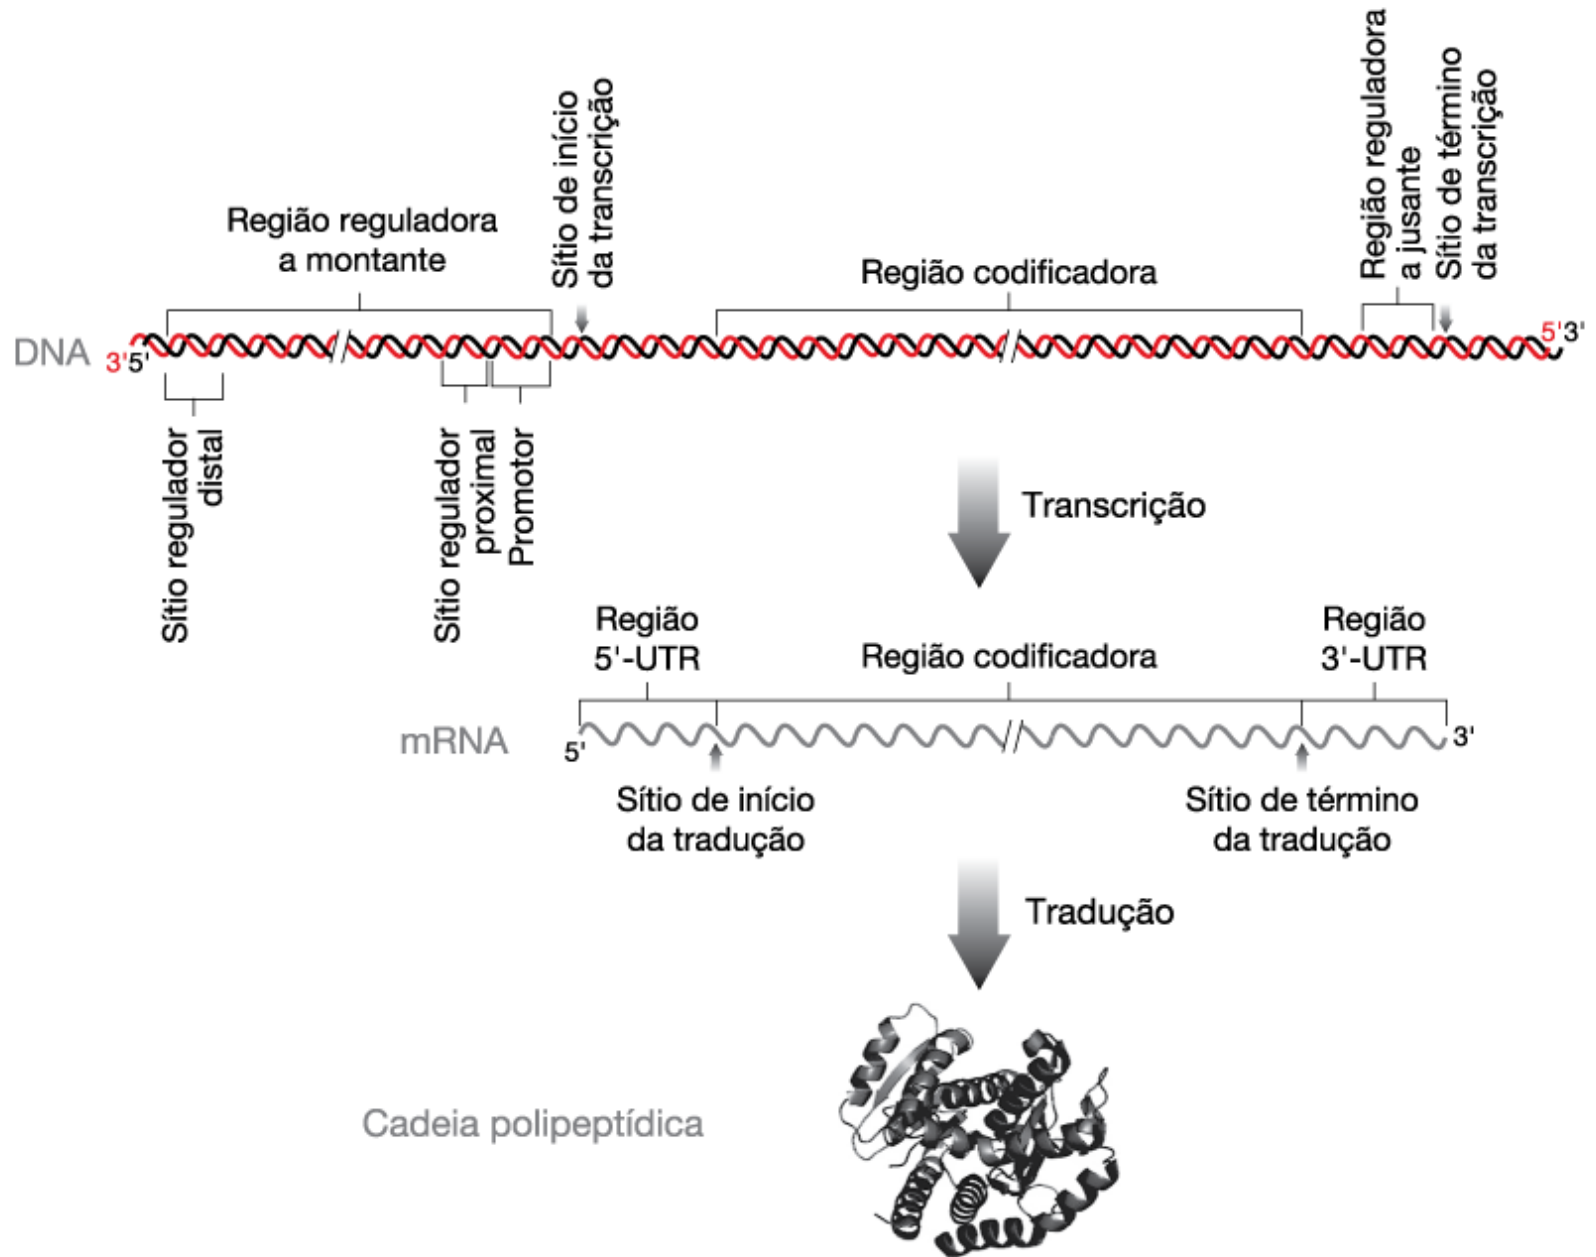 Região reguladora
a montante
Sítio de início
da transcrição
Região codificadora
Região reguladora
a jusante
Sítio de término
da transcrição
DNA
3'5'
5'3'
Sítio regulador
distal
Sítio regulador
proximal
Promotor
Transcrição
Região
5'-UTR
Região codificadora
Região
3'-UTR
mRNA
5'
3'
Sítio de início
da tradução
Sítio de término
da tradução
Tradução
Cadeia polipeptídica